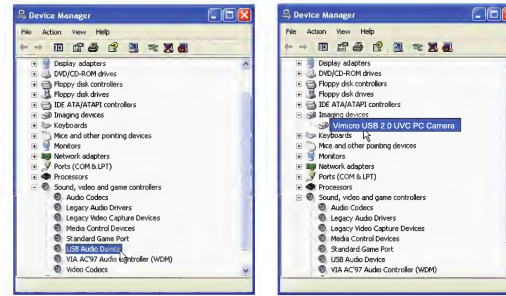 Device Manager
File Action View Help
Display adapters
DVD/CD-ROM drives
Floppy disk controllers
Floppy disk drives
IDE ATA/ATAPI controllers
Imaging devices
Keyboards
Mice and other pointing devices
Monitors
Network adapters
Ports (COM & LPT)
Processors
Sound, video and game controllers
Audio Codecs
Legacy Audio Drivers
Legacy Video Capture Devices
Media Control Devices
Standard Game Port
USB Audio Device
VIA AC'97 Audio Controller (WDM)
Video Codecs
Device Manager
File Action View Help
Display adapters
DVD/CD-ROM drives
Floppy disk controllers
Floppy disk drives
IDE ATA/ATAPI controllers
Imaging devices
Vimicro USB 2.0 UVC PC Camera
Keyboards
Mice and other pointing devices
Monitors
Network adapters
Ports (COM & LPT)
Processors
Sound, video and game controllers
Audio Codecs
Legacy Audio Drivers
Legacy Video Capture Devices
Media Control Devices
Standard Game Port
USB Audio Device
VIA AC'97 Audio Controller (WDM)